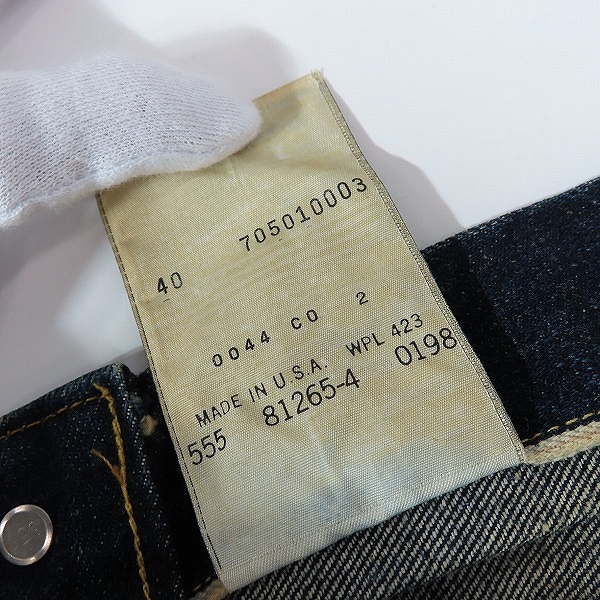 40 705010003
0044 CO 2
MADE IN U.S.A. WPL 423
555 81265-4 0198